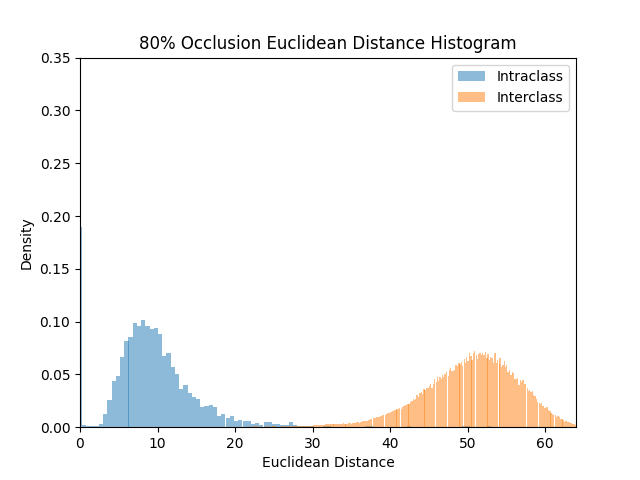 80% Occlusion Euclidean Distance Histogram
0.35
0.30
0.25
0.20
0.15
0.10
0.05
0.00
Density
Intraclass
Interclass
0 10 20 30 40 50 60
Euclidean Distance